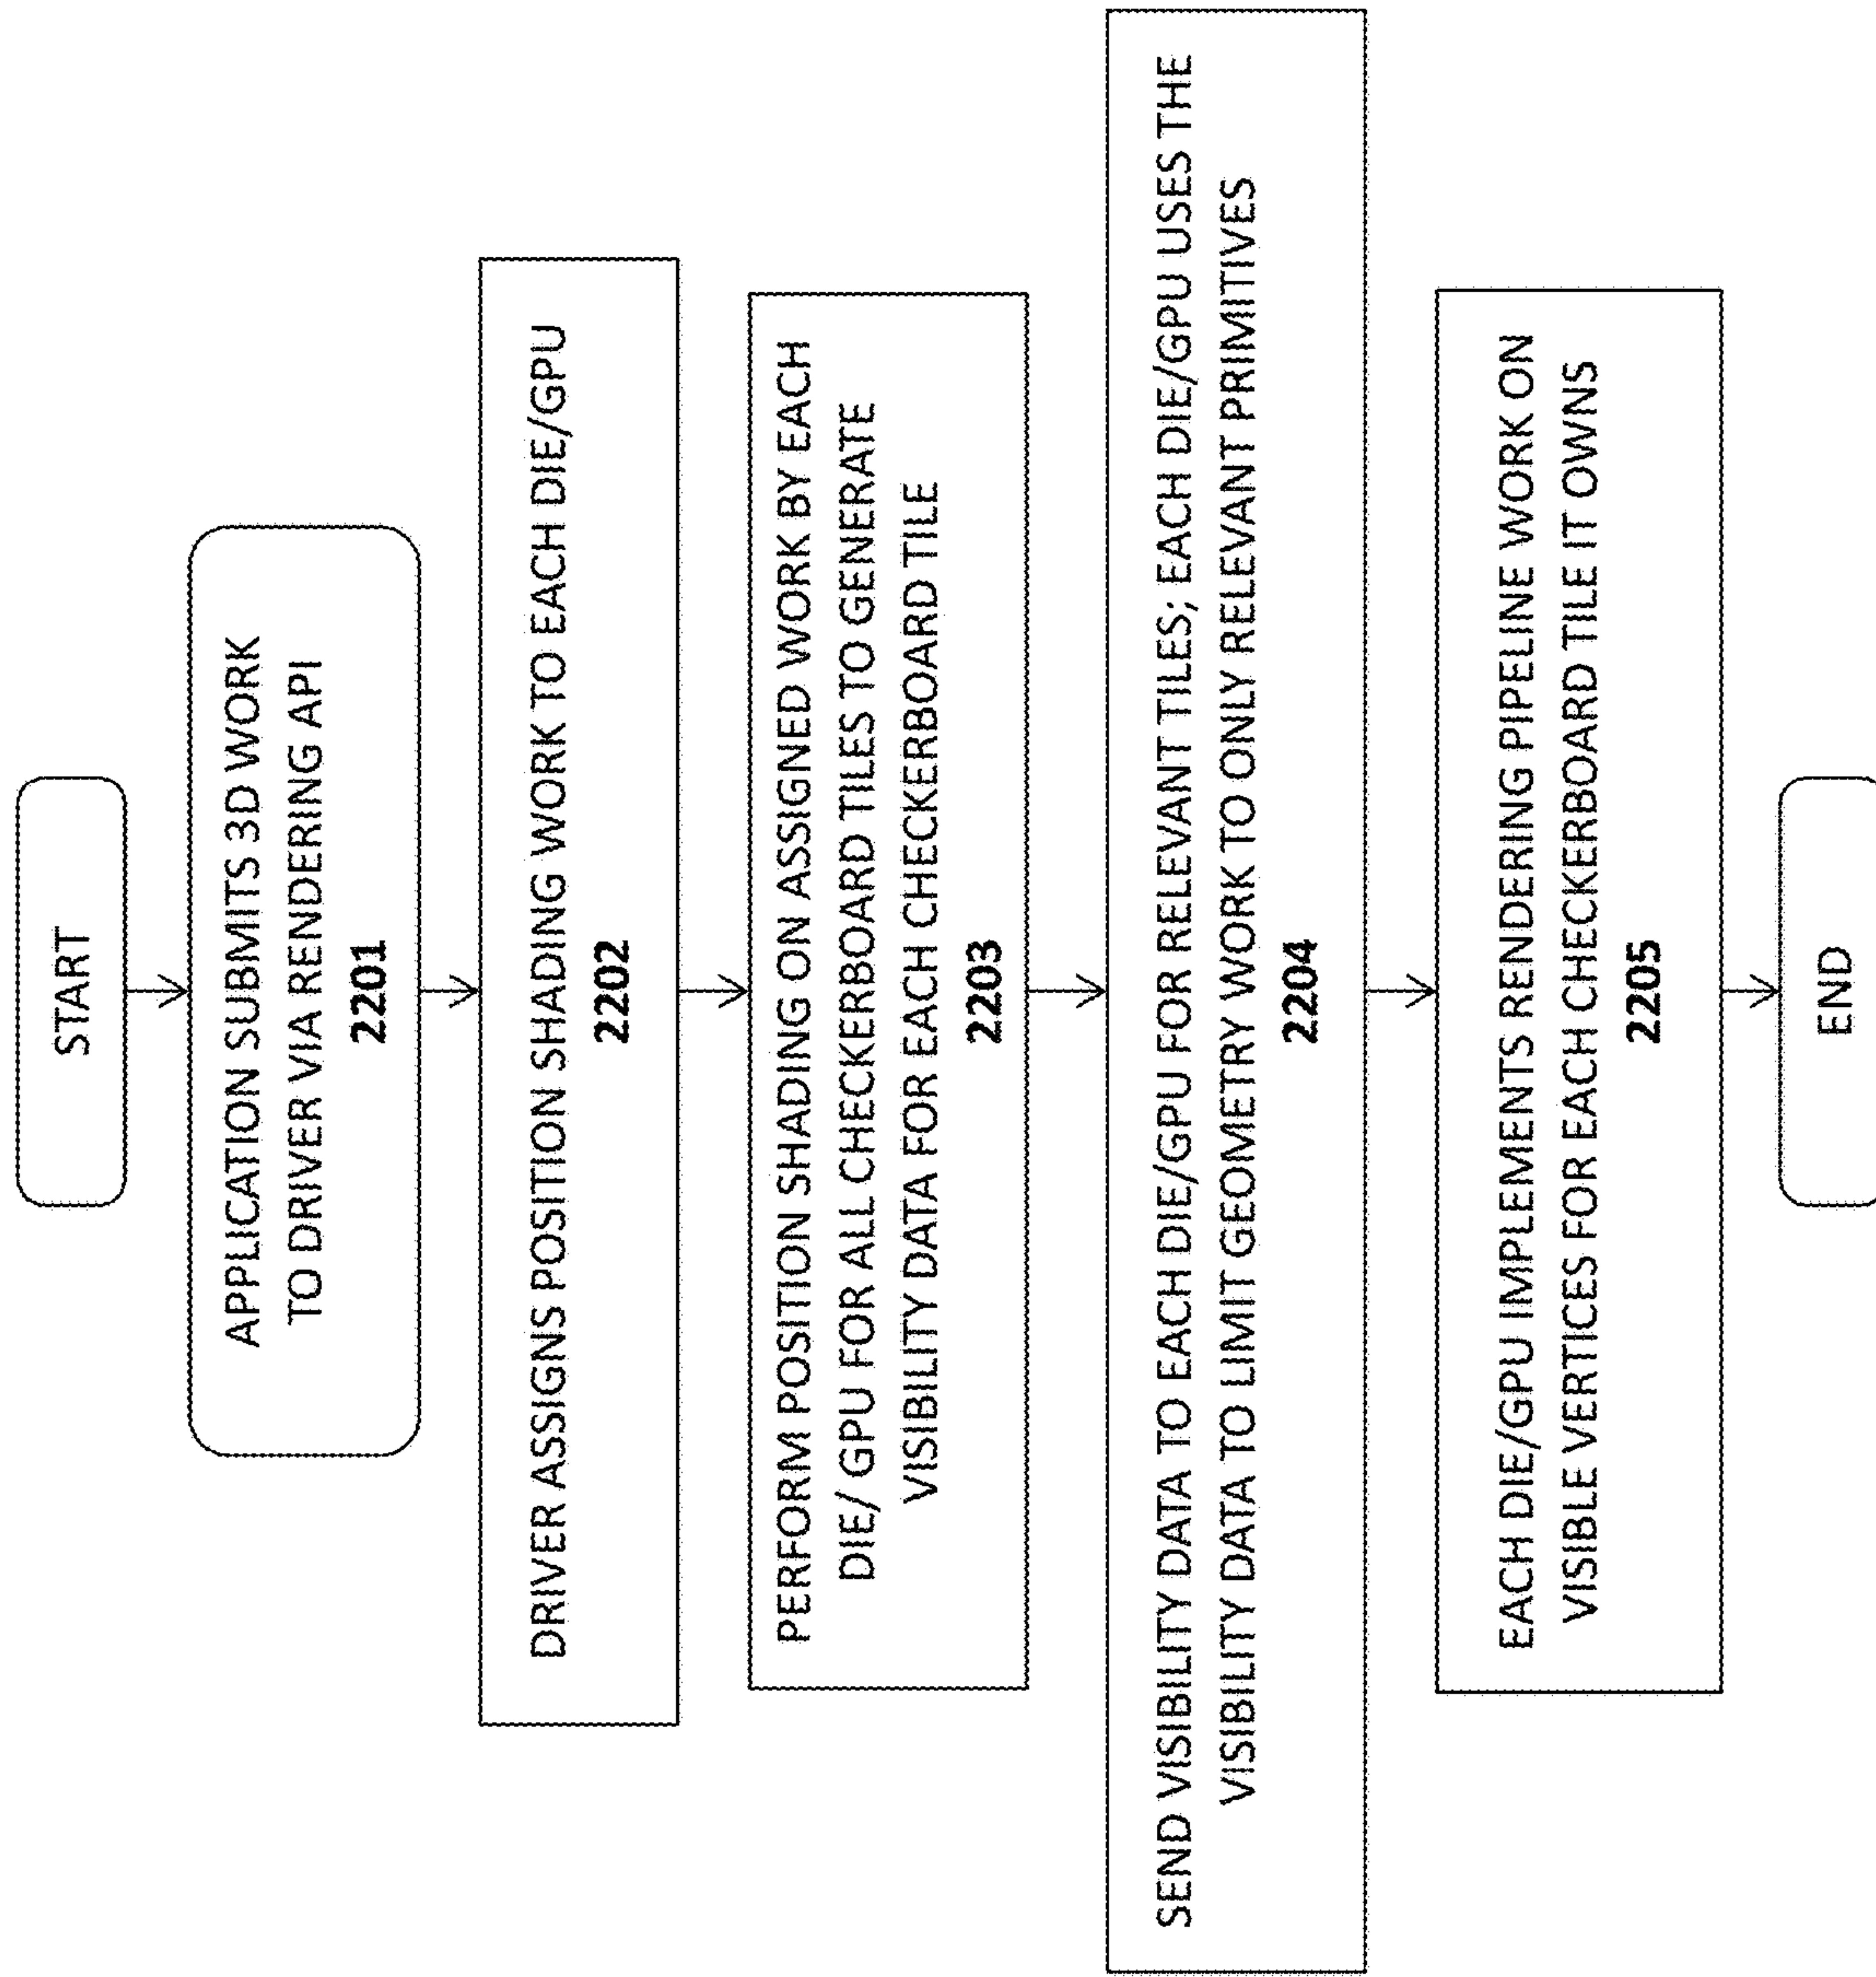 START
APPLICATION SUBMITS 3D WORK
TO DRIVER VIA RENDERING API
2201
DRIVER ASSIGNS POSITION SHADING WORK TO EACH DIE/GPU
2202
PERFORM POSITION SHADING ON ASSIGNED WORK BY EACH
DIE/ GPU FOR ALL CHECKERBOARD TILES TO GENERATE
VISIBILITY DATA FOR EACH CHECKERBOARD TILE
2203
SEND VISIBILITY DATA TO EACH DIE/GPU FOR RELEVANT TILES; EACH DIE/GPU USES THE
VISIBILITY DATA TO LIMIT GEOMETRY WORK TO ONLY RELEVANT PRIMITIVES
2204
EACH DIE/GPU IMPLEMENTS RENDERING PIPELINE WORK ON
VISIBLE VERTICES FOR EACH CHECKERBOARD TILE IT OWNS
2205
END